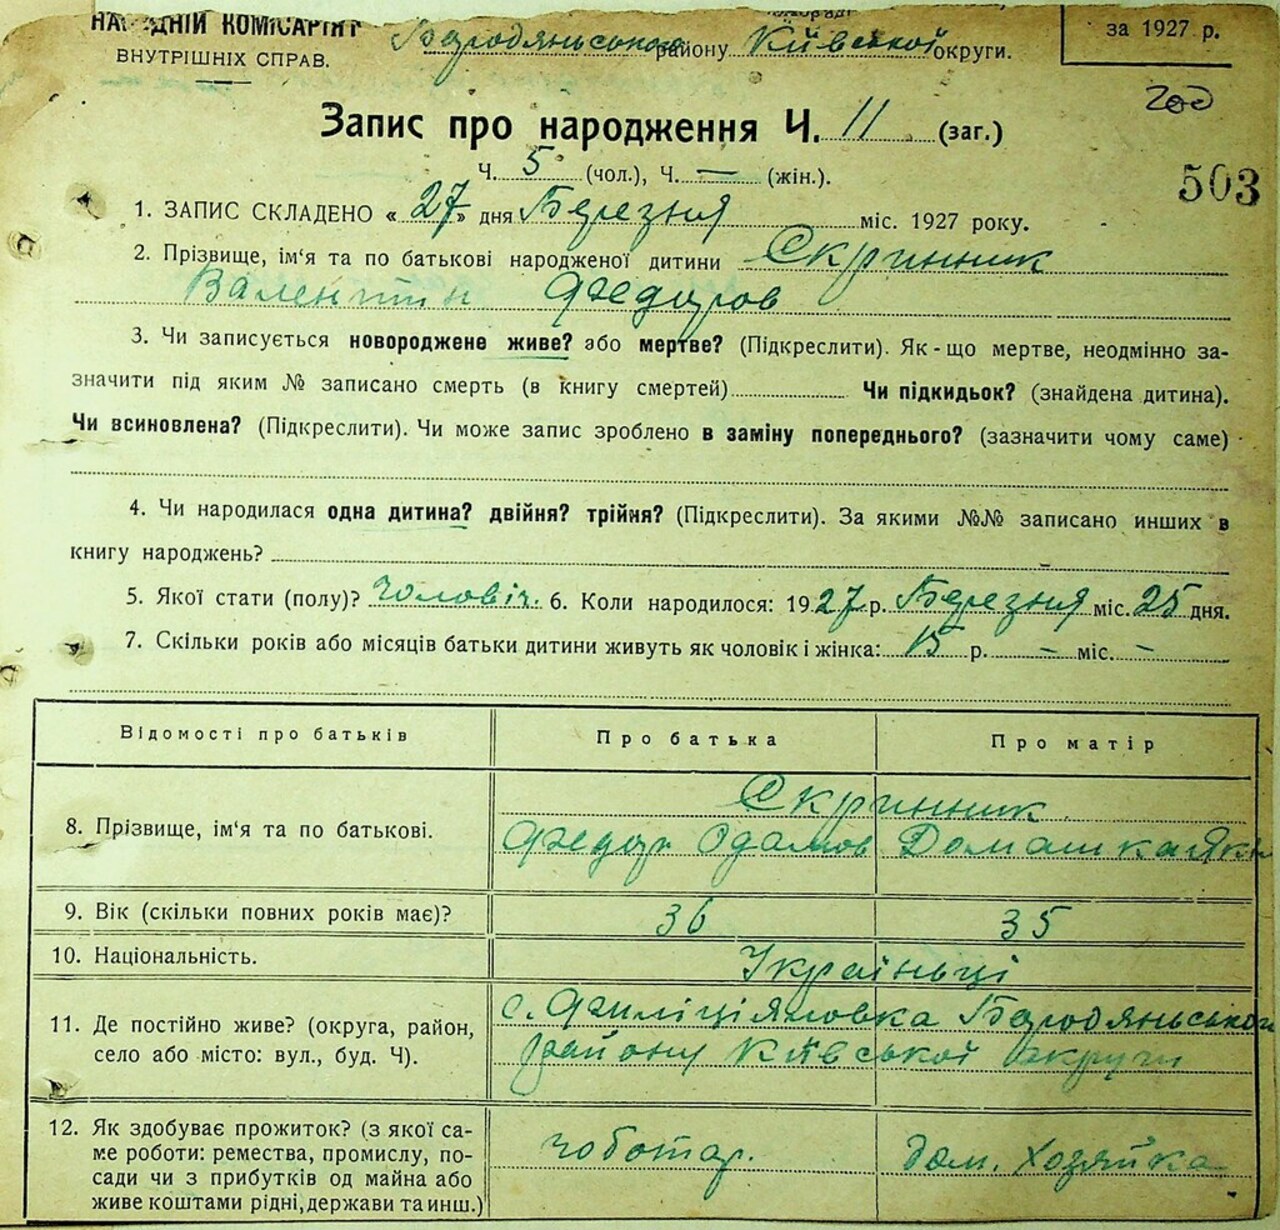 НАРОДНІЙ КОМІСАРІЯТ
ВНУТРІШНІХ СПРАВ.
Бородяньського району Київської округи.
за 1927 р.
Запис про народження Ч. 11 (заг.)
Ч. 5 (чол.), Ч. — (жін.).
503
1. ЗАПИС СКЛАДЕНО « 27 » дня Березня міс. 1927 року.
2. Прізвище, ім'я та по батькові народженої дитини Скринник
Валентин Федоров
3. Чи записується новороджене живе? або мертве? (Підкреслити). Як-що мертве, неодмінно за-
значити під яким № записано смерть (в книгу смертей) Чи підкидьок? (знайдена дитина).
Чи всиновлена? (Підкреслити). Чи може запис зроблено в заміну попереднього? (зазначити чому саме)
4. Чи народилася одна дитина? двійня? трійня? (Підкреслити). За якими №№ записано инших в
книгу народжень?
5. Якої стати (полу)? Чоловіч. 6. Коли народилося: 1927 р. Березня міс. 25 дня.
7. Скільки років або місяців батьки дитини живуть як чоловік і жінка: 15 р. — міс. —
Відомості про батьків Про батька Про матір
8. Прізвище, ім'я та по батькові. Скринник
Федор Одамов Домашка
9. Вік (скільки повних років має)? 36 35
10. Національність. Україньці
11. Де постійно живе? (округа, район,
село або місто: вул., буд. Ч).
с. Филіціяновка Бородяньського
району Київської округи
12. Як здобуває прожиток? (з якої са-
ме роботи: ремества, промислу, по-
сади чи з прибутків од майна або
живе коштами рідні, держави та инш.)
чоботар. дом. хозяйка